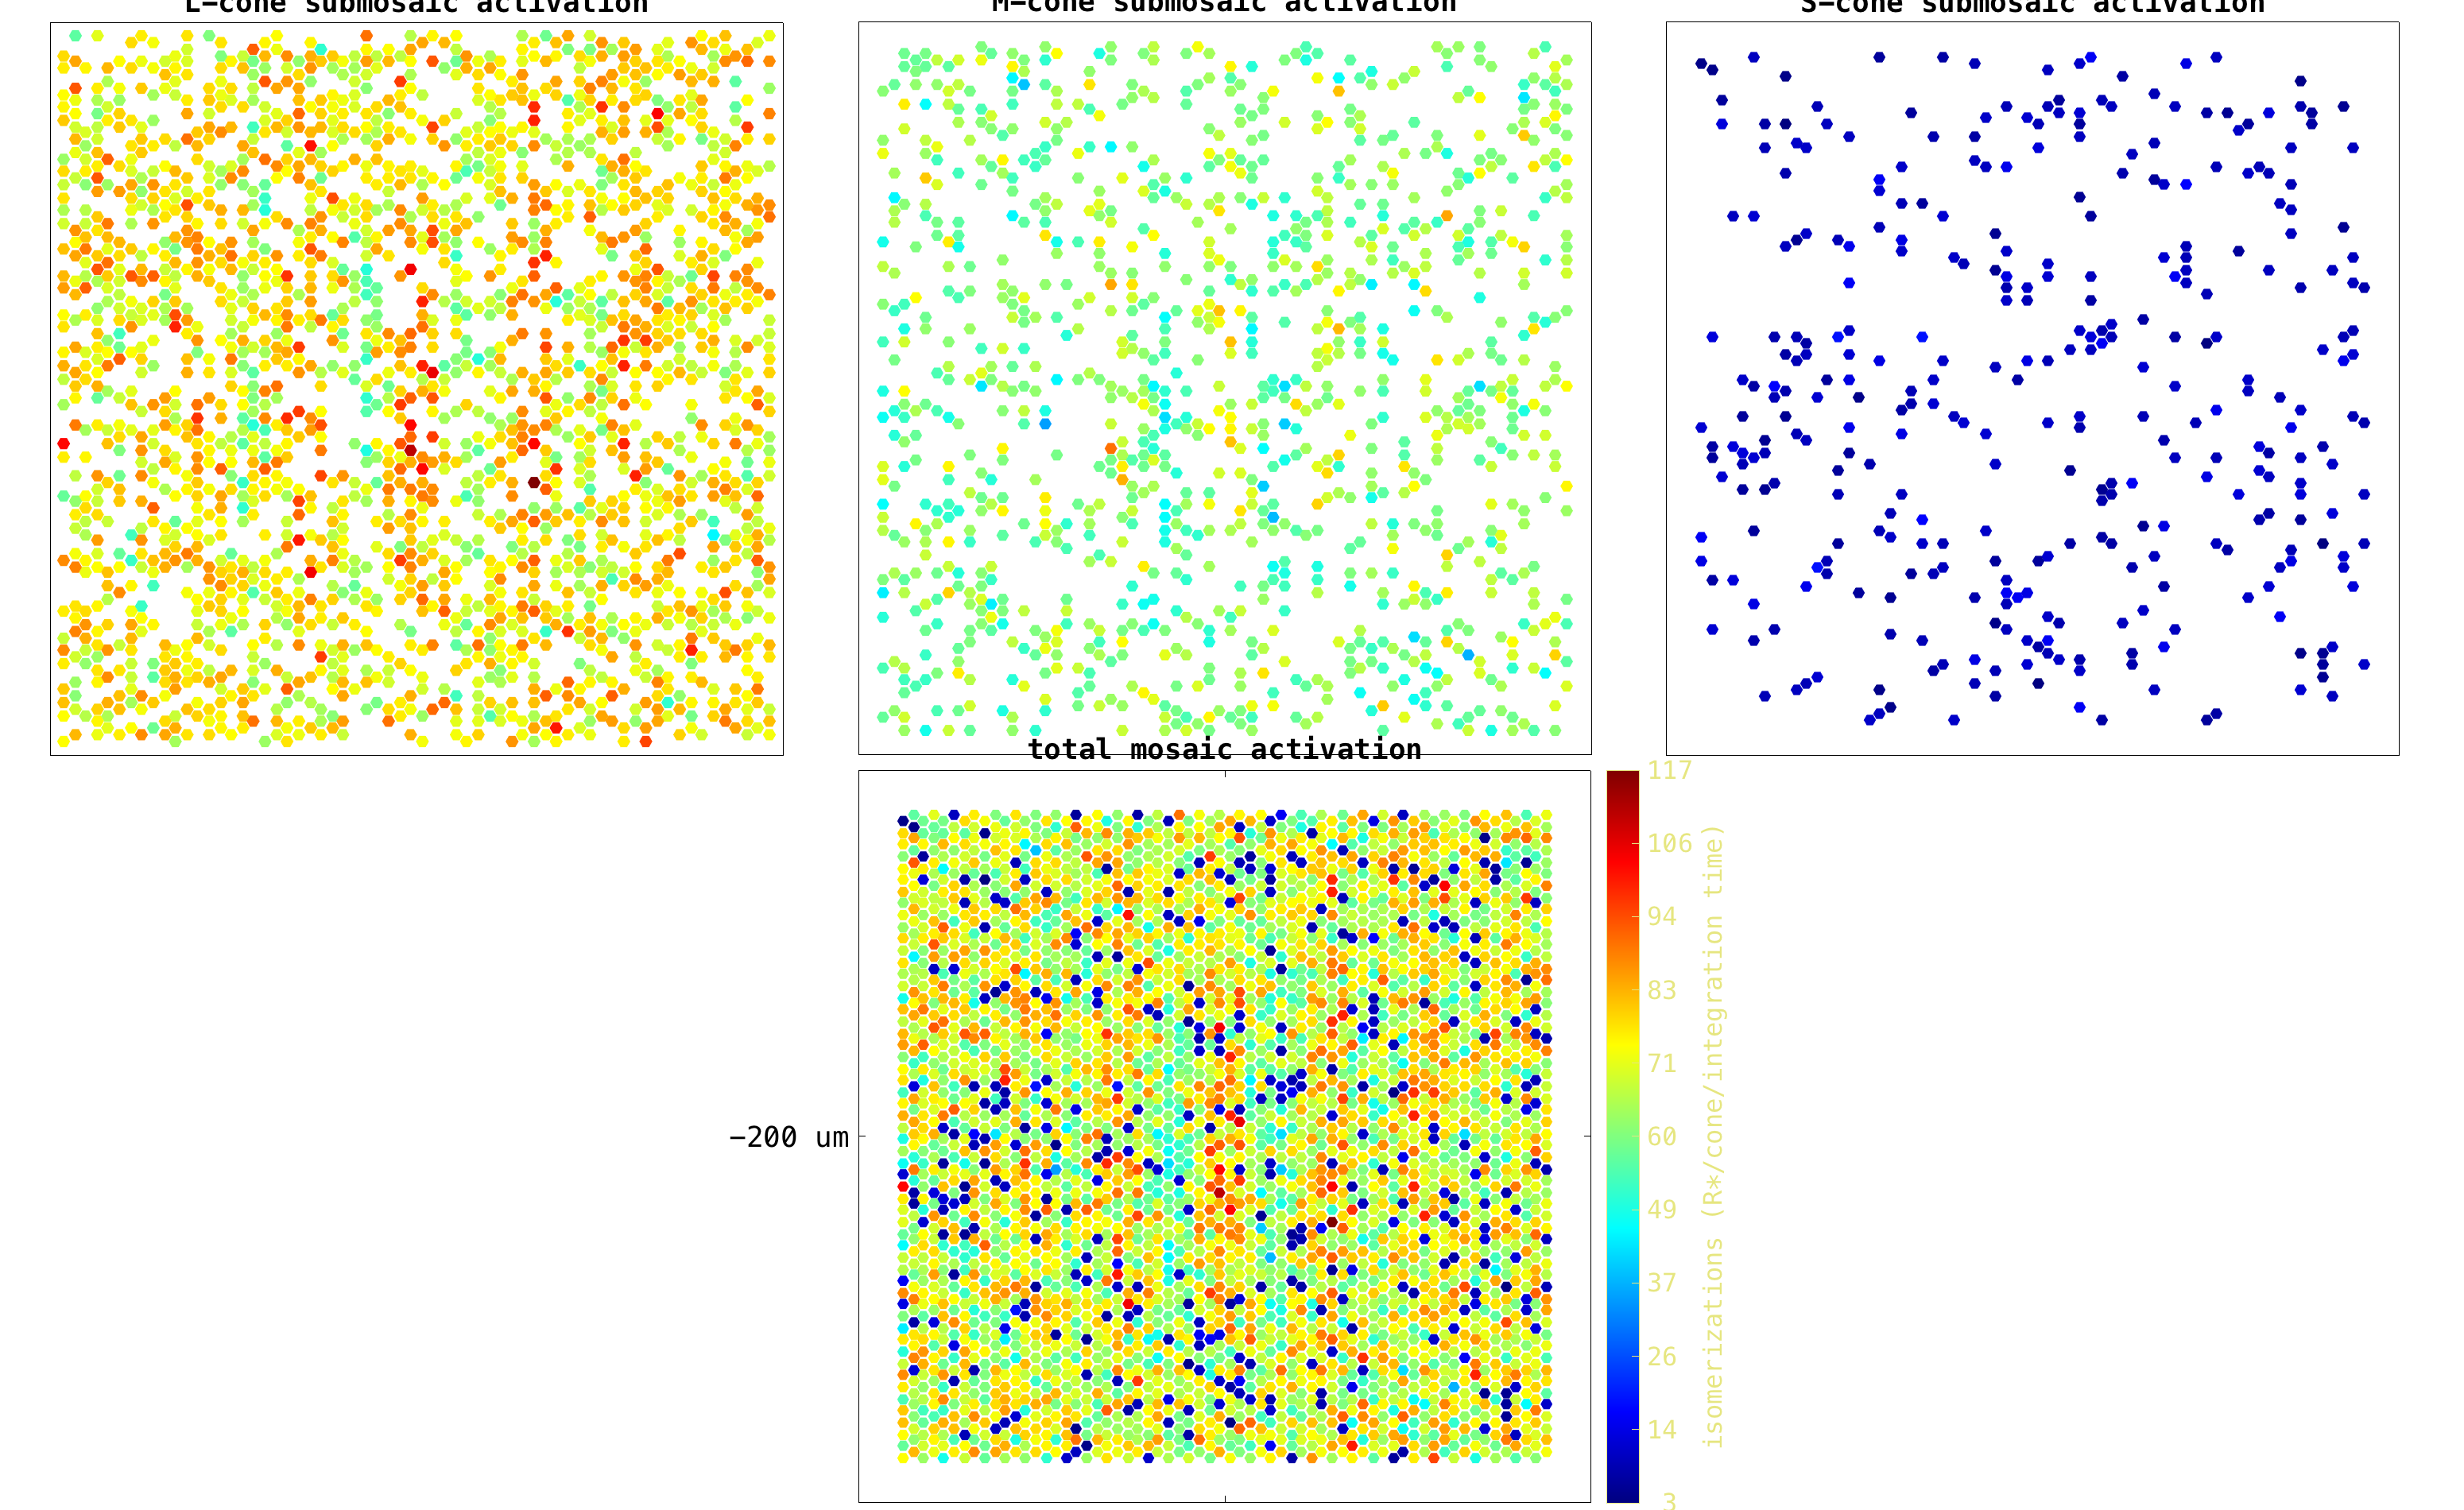 L−cone submosaic activation
M−cone submosaic activation
S−cone submosaic activation
total mosaic activation
−200 um
117
106
94
83
71
60
49
37
26
14
3
isomerizations (R*/cone/integration time)